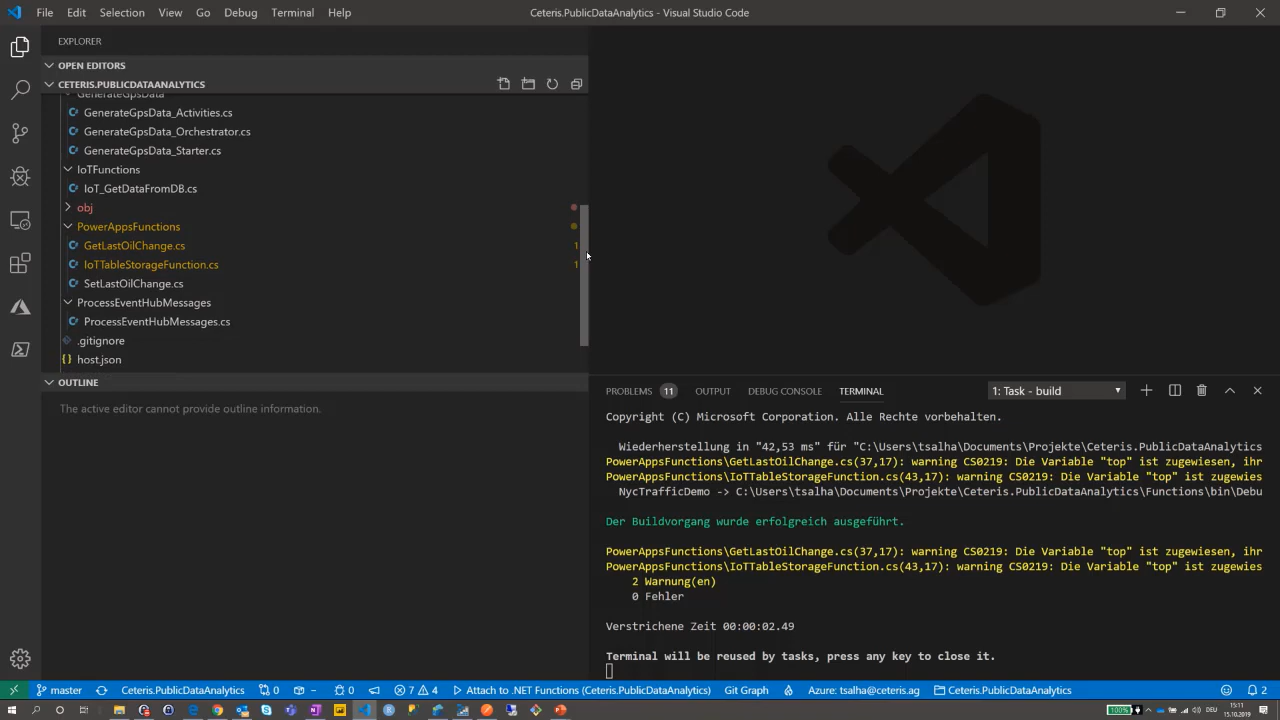 File Edit Selection View Go Debug Terminal Help
Ceteris.PublicDataAnalytics - Visual Studio Code
EXPLORER
OPEN EDITORS
CETERIS.PUBLICDATAANALYTICS
GenerateGpsData
GenerateGpsData_Activities.cs
GenerateGpsData_Orchestrator.cs
GenerateGpsData_Starter.cs
IoTFunctions
IoT_GetDataFromDB.cs
obj
PowerAppsFunctions
GetLastOilChange.cs 1
IoTTableStorageFunction.cs 1
SetLastOilChange.cs
ProcessEventHubMessages
ProcessEventHubMessages.cs
.gitignore
{} host.json
OUTLINE
The active editor cannot provide outline information.
PROBLEMS 11 OUTPUT DEBUG CONSOLE TERMINAL 1: Task - build
Copyright (C) Microsoft Corporation. Alle Rechte vorbehalten.
Wiederherstellung in "42,53 ms" für "C:\Users\tsalha\Documents\Projekte\Ceteris.PublicDataAnalytics
PowerAppsFunctions\GetLastOilChange.cs(37,17): warning CS0219: Die Variable "top" ist zugewiesen, ihr
PowerAppsFunctions\IoTTableStorageFunction.cs(43,17): warning CS0219: Die Variable "top" ist zugewies
NycTrafficDemo -> C:\Users\tsalha\Documents\Projekte\Ceteris.PublicDataAnalytics\Functions\bin\Debu
Der Buildvorgang wurde erfolgreich ausgeführt.
PowerAppsFunctions\GetLastOilChange.cs(37,17): warning CS0219: Die Variable "top" ist zugewiesen, ihr
PowerAppsFunctions\IoTTableStorageFunction.cs(43,17): warning CS0219: Die Variable "top" ist zugewies
2 Warnung(en)
0 Fehler
Verstrichene Zeit 00:00:02.49
Terminal will be reused by tasks, press any key to close it.
master Ceteris.PublicDataAnalytics 0 0 7 4 Attach to .NET Functions (Ceteris.PublicDataAnalytics) Git Graph Azure: tsalha@ceteris.ag Ceteris.PublicDataAnalytics 2
100% 15:11
15.10.2019